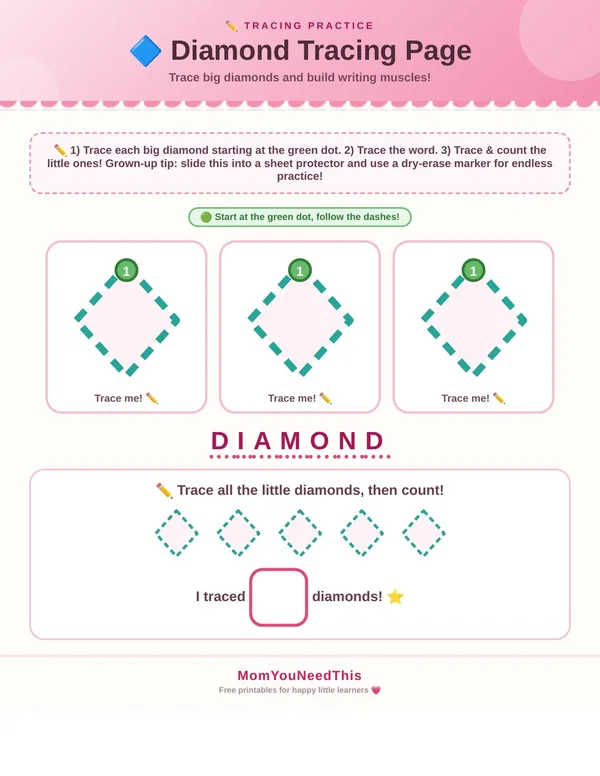 ✏️ TRACING PRACTICE
🔷 Diamond Tracing Page
Trace big diamonds and build writing muscles!
✏️ 1) Trace each big diamond starting at the green dot. 2) Trace the word. 3) Trace & count the
little ones! Grown-up tip: slide this into a sheet protector and use a dry-erase marker for endless
practice!
🟢 Start at the green dot, follow the dashes!
1 1 1
Trace me! ✏️ Trace me! ✏️ Trace me! ✏️
DIAMOND
✏️ Trace all the little diamonds, then count!
I traced diamonds! ⭐
MomYouNeedThis
Free printables for happy little learners 💗